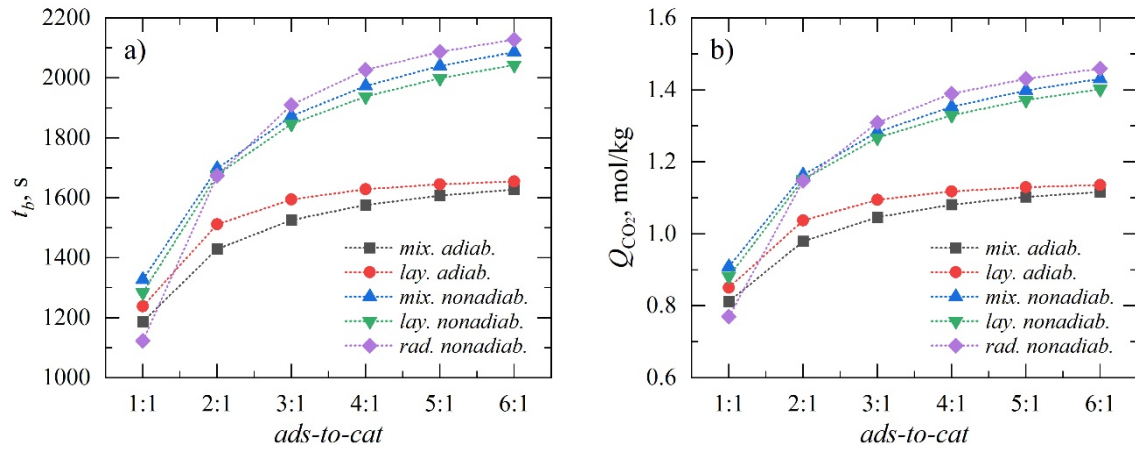 a)
2200
2000
1800
1600
1400
1200
1000
t_b, s
1:1 2:1 3:1 4:1 5:1 6:1
ads-to-cat
mix. adiab.
lay. adiab.
mix. nonadiab.
lay. nonadiab.
rad. nonadiab.
b)
1.6
1.4
1.2
1.0
0.8
0.6
Q_CO₂, mol/kg
1:1 2:1 3:1 4:1 5:1 6:1
ads-to-cat
mix. adiab.
lay. adiab.
mix. nonadiab.
lay. nonadiab.
rad. nonadiab.